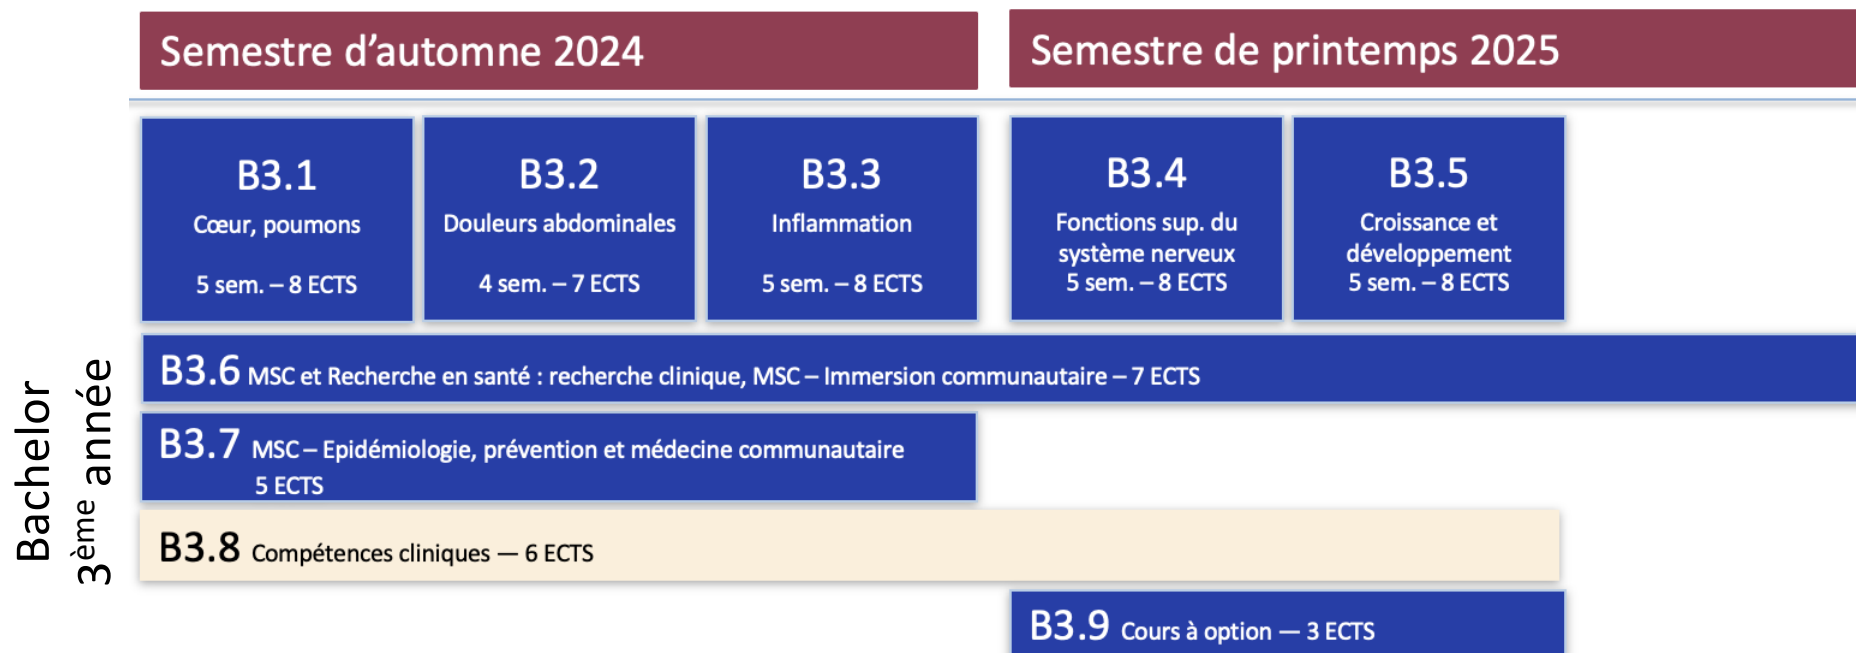 Semestre d’automne 2024
Semestre de printemps 2025
B3.1
Cœur, poumons
5 sem. – 8 ECTS
B3.2
Douleurs abdominales
4 sem. – 7 ECTS
B3.3
Inflammation
5 sem. – 8 ECTS
B3.4
Fonctions sup. du
système nerveux
5 sem. – 8 ECTS
B3.5
Croissance et
développement
5 sem. – 8 ECTS
Bachelor
3ème année
B3.6 MSC et Recherche en santé : recherche clinique, MSC – Immersion communautaire – 7 ECTS
B3.7 MSC – Epidémiologie, prévention et médecine communautaire
5 ECTS
B3.8 Compétences cliniques — 6 ECTS
B3.9 Cours à option — 3 ECTS